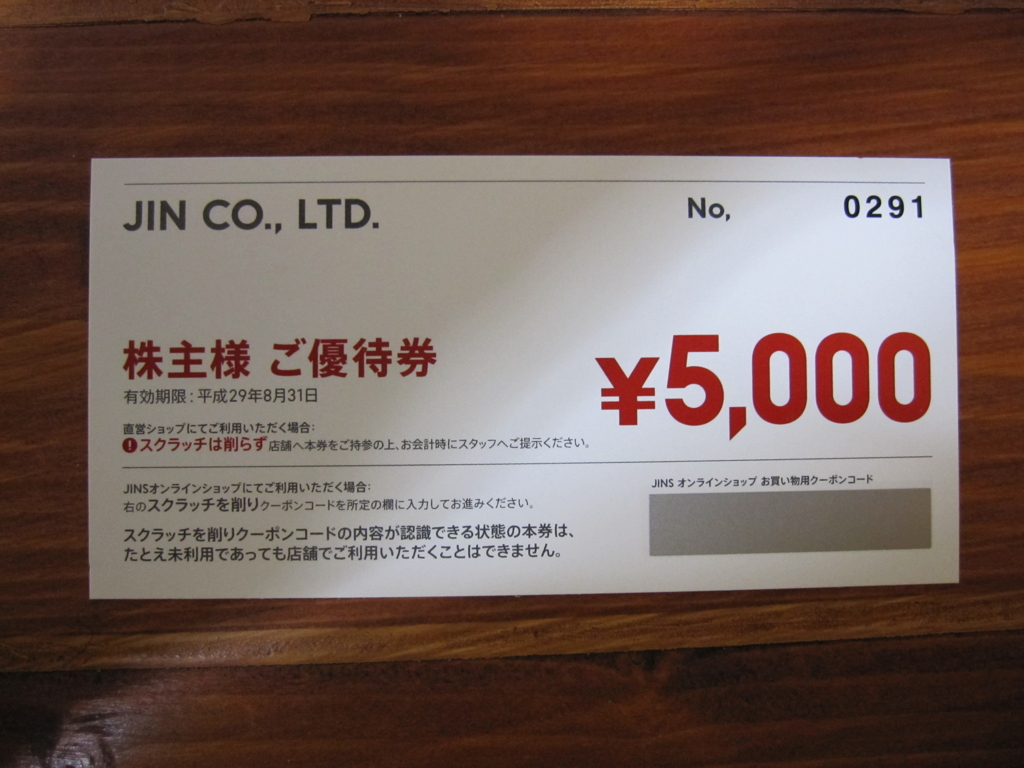 JIN CO., LTD.
No, 0291
株主様 ご優待券
有効期限:平成29年8月31日
¥5,000
直営ショップにてご利用いただく場合:
!スクラッチは削らず店舗へ本券をご持参の上、お会計時にスタッフへご提示ください。
JINSオンラインショップにてご利用いただく場合:
右のスクラッチを削りクーポンコードを所定の欄に入力してお進みください。
スクラッチを削りクーポンコードの内容が認識できる状態の本券は、
たとえ未利用であっても店舗でご利用いただくことはできません。
JINS オンラインショップ お買い物用クーポンコード